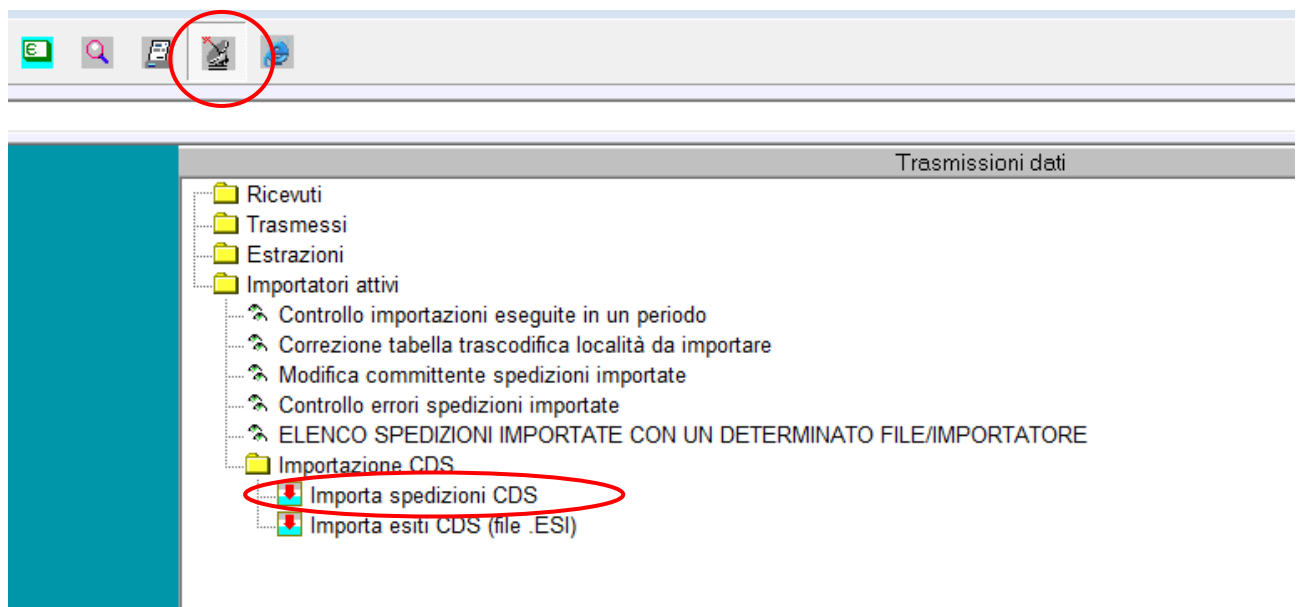 Trasmissioni dati
Ricevuti
Trasmessi
Estrazioni
Importatori attivi
Controllo importazioni eseguite in un periodo
Correzione tabella trascodifica località da importare
Modifica committente spedizioni importate
Controllo errori spedizioni importate
ELENCO SPEDIZIONI IMPORTATE CON UN DETERMINATO FILE/IMPORTATORE
Importazione CDS
Importa spedizioni CDS
Importa esiti CDS (file .ESI)